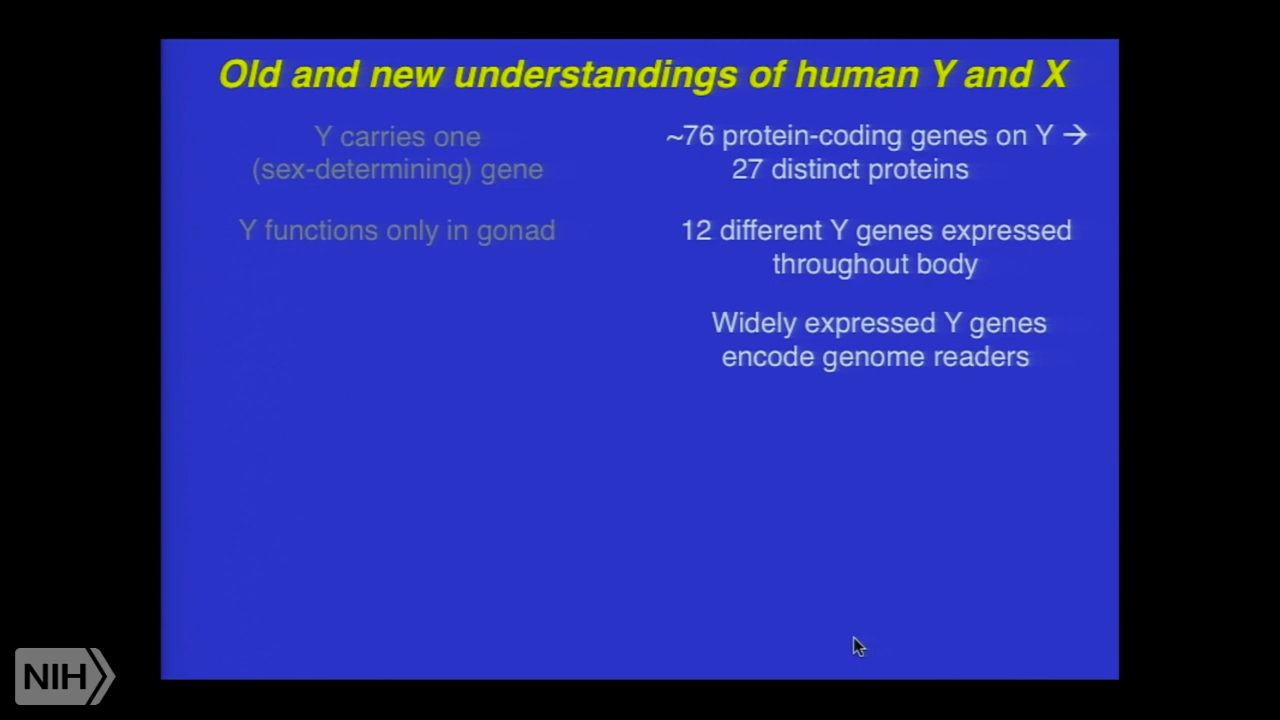 Old and new understandings of human Y and X
Y carries one
(sex-determining) gene
~76 protein-coding genes on Y →
27 distinct proteins
Y functions only in gonad
12 different Y genes expressed
throughout body
Widely expressed Y genes
encode genome readers
NIH